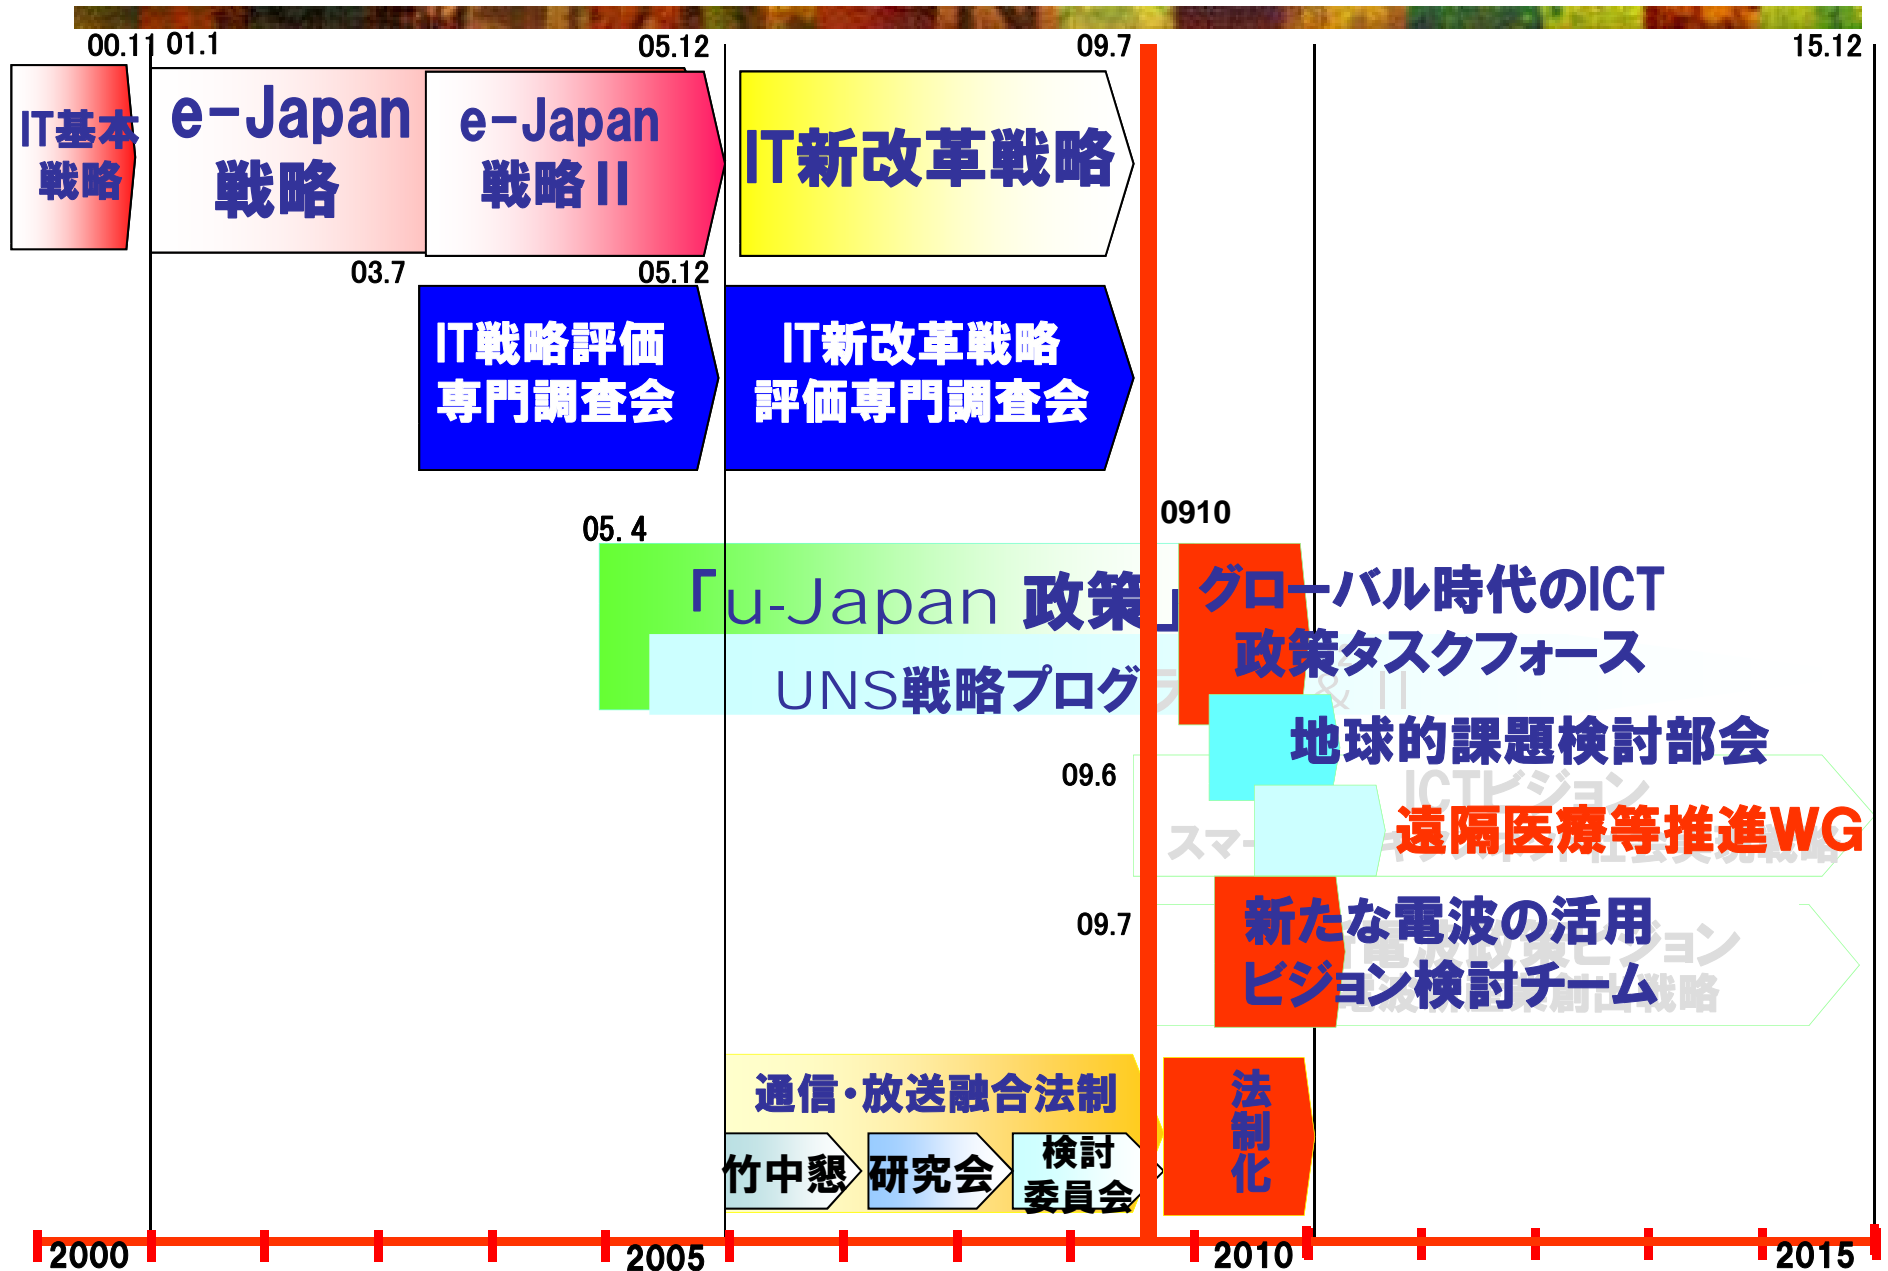 00.11
01.1
05.12
09.7
15.12
IT基本
戦略
e-Japan
戦略
e-Japan
戦略II
IT新改革戦略
03.7
05.12
IT戦略評価
専門調査会
IT新改革戦略
評価専門調査会
05.4
0910
「u-Japan 政策」
グローバル時代のICT
政策タスクフォース
UNS戦略プログラ
& II
地球的課題検討部会
09.6
ICTビジョン
遠隔医療等推進WG
09.7
新たな電波の活用
ビジョン検討チーム
通信・放送融合法制
法制化
竹中懇
研究会
検討
委員会
2000
2005
2010
2015